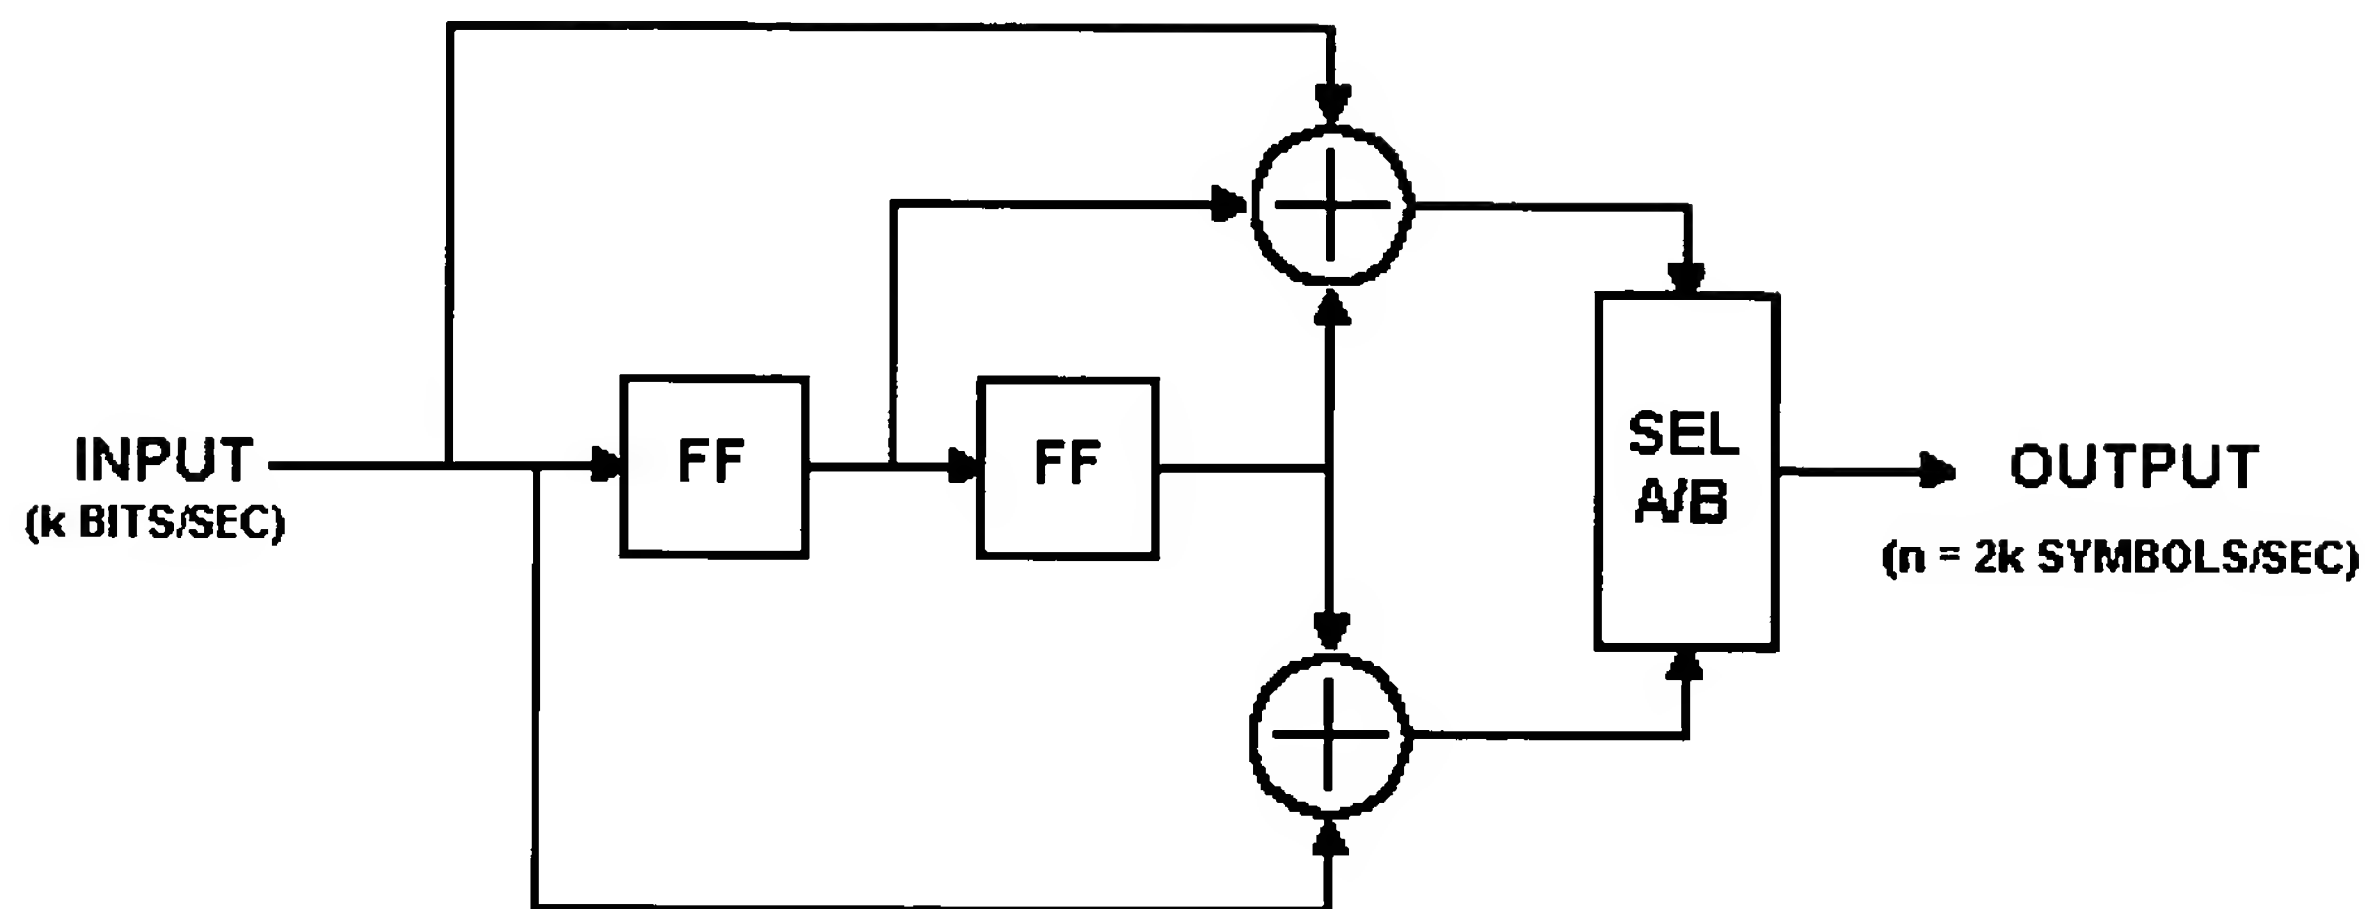 INPUT
(k BITS/SEC)
FF
FF
SEL
A/B
OUTPUT
(n = 2k SYMBOLS/SEC)